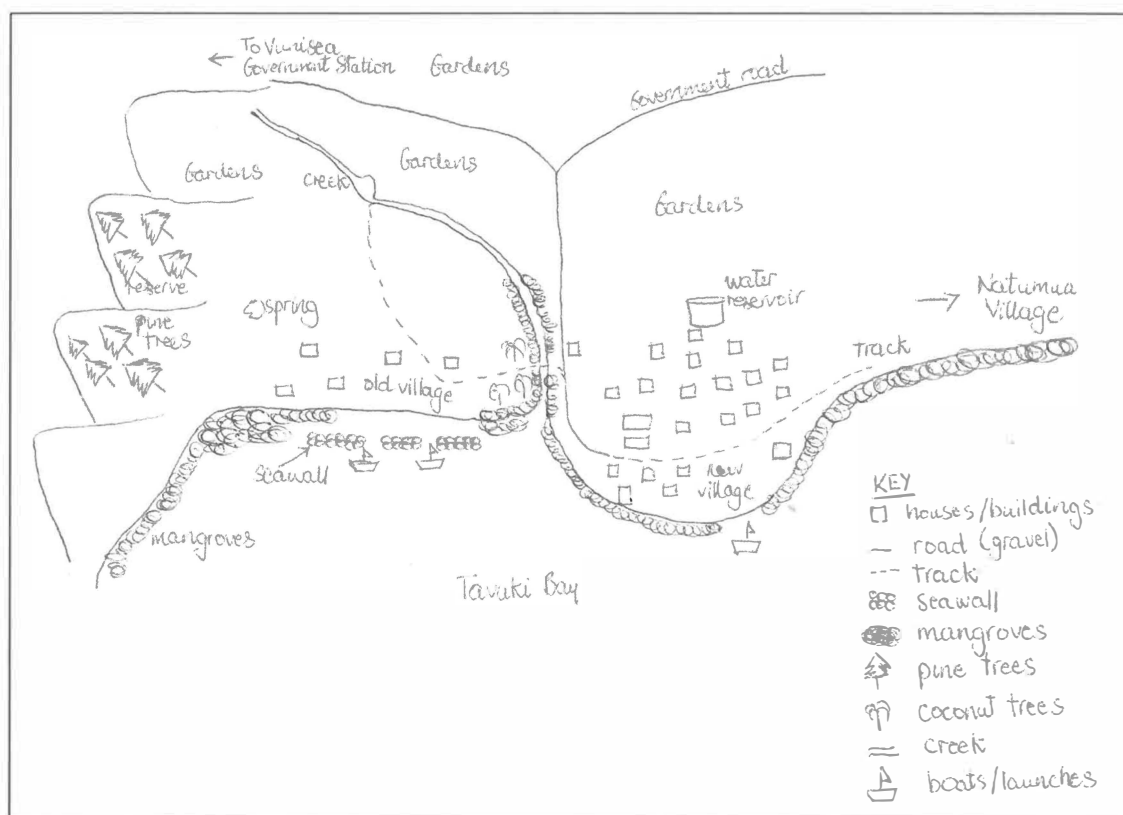 To Vunisea
Government Station
Gardens
Government road
Gardens
Gardens
creek
Gardens
reserve
spring
pine
trees
water
reservoir
Natumua
Village
track
old village
seawall
new
village
mangroves
Tavuki Bay
KEY
houses/buildings
road (gravel)
track
seawall
mangroves
pine trees
coconut trees
creek
boats/launches